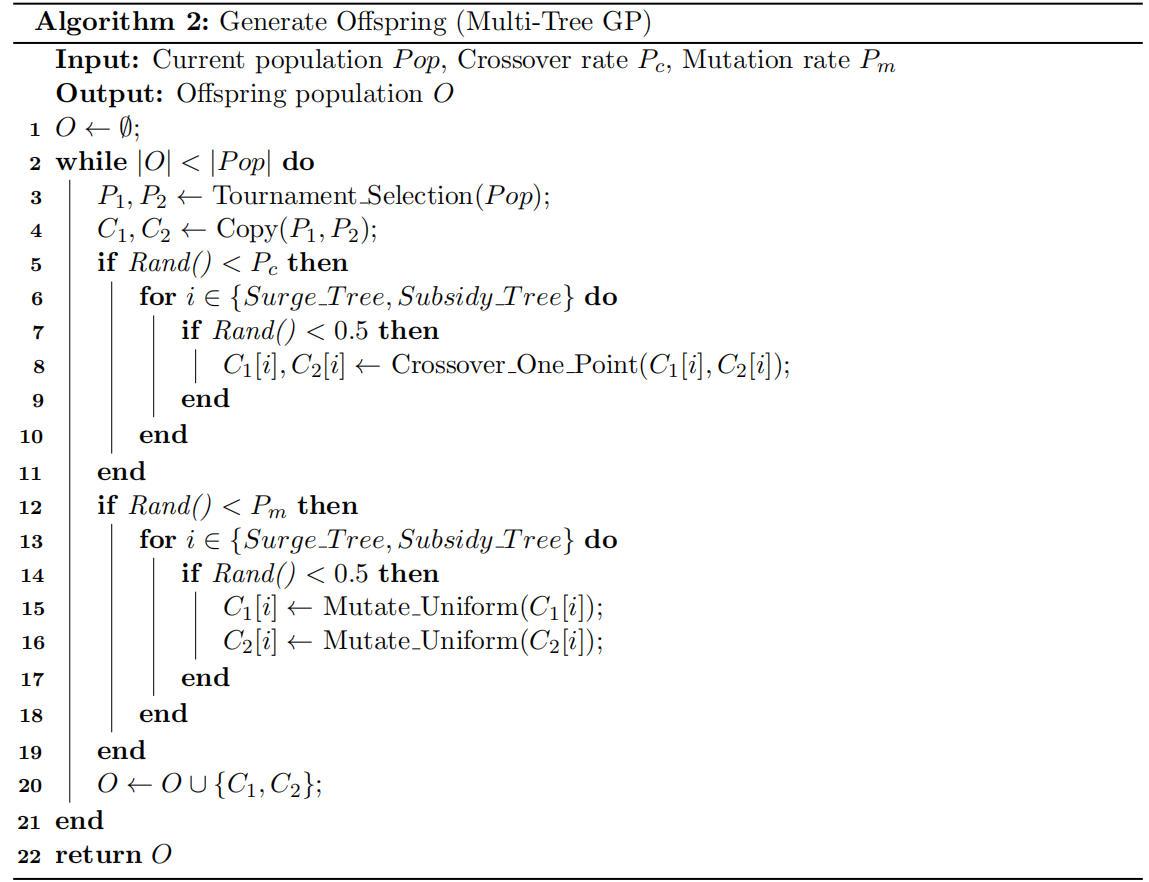 Algorithm 2: Generate Offspring (Multi-Tree GP)
Input: Current population Pop, Crossover rate P_c, Mutation rate P_m
Output: Offspring population O
1 O ← ∅;
2 while |O| < |Pop| do
3 P_1, P_2 ← Tournament_Selection(Pop);
4 C_1, C_2 ← Copy(P_1, P_2);
5 if Rand() < P_c then
6 for i ∈ {Surge_Tree, Subsidy_Tree} do
7 if Rand() < 0.5 then
8 C_1[i], C_2[i] ← Crossover_One_Point(C_1[i], C_2[i]);
9 end
10 end
11 end
12 if Rand() < P_m then
13 for i ∈ {Surge_Tree, Subsidy_Tree} do
14 if Rand() < 0.5 then
15 C_1[i] ← Mutate_Uniform(C_1[i]);
16 C_2[i] ← Mutate_Uniform(C_2[i]);
17 end
18 end
19 end
20 O ← O ∪ {C_1, C_2};
21 end
22 return O